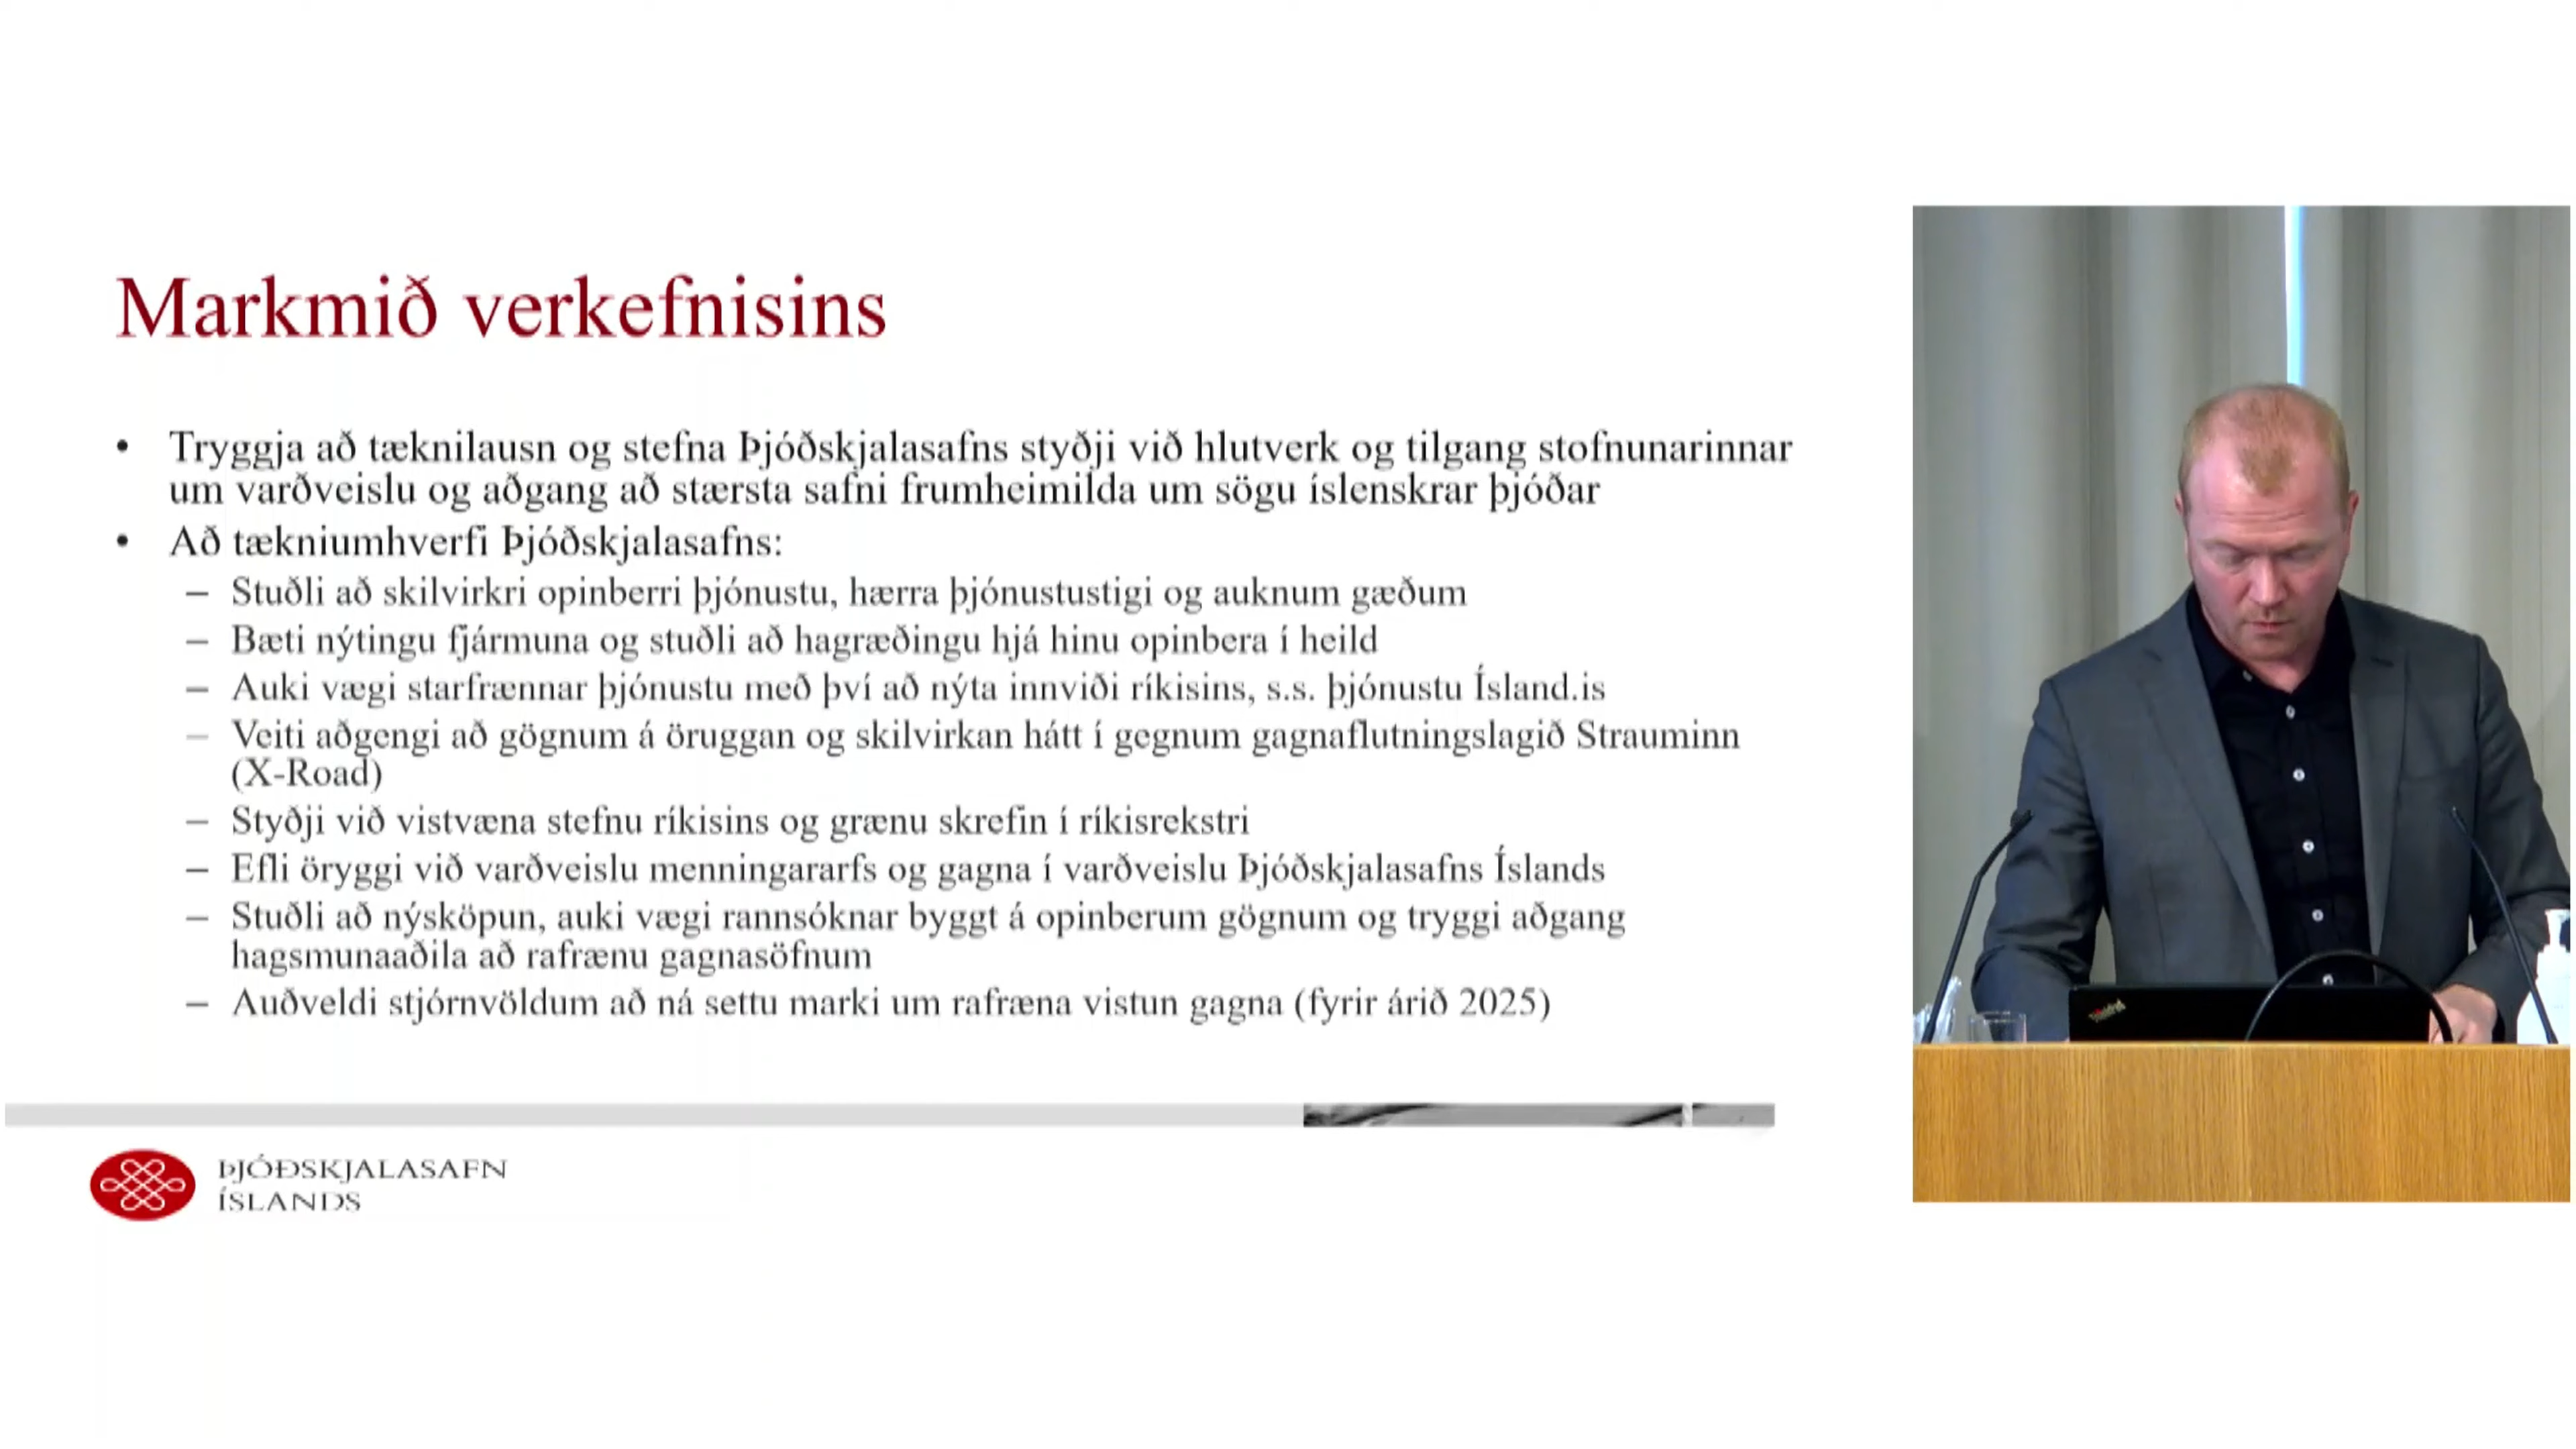 Markmið verkefnisins
• Tryggja að tæknilausn og stefna Þjóðskjalasafns styðji við hlutverk og tilgang stofnunarinnar
um varðveislu og aðgang að stærsta safni frumheimilda um sögu íslenskrar þjóðar
• Að tækniumhverfi Þjóðskjalasafns:
– Stuðli að skilvirkri opinberri þjónustu, hærra þjónustustigi og auknum gæðum
– Bæti nýtingu fjármuna og stuðli að hagræðingu hjá hinu opinbera í heild
– Auki vægi starfrænnar þjónustu með því að nýta innviði ríkisins, s.s. þjónustu Ísland.is
– Veiti aðgengi að gögnum á öruggan og skilvirkan hátt í gegnum gagnaflutningslagið Strauminn
(X-Road)
– Styðji við vistvæna stefnu ríkisins og grænu skrefin í ríkisrekstri
– Efli öryggi við varðveislu menningararfs og gagna í varðveislu Þjóðskjalasafns Íslands
– Stuðli að nýsköpun, auki vægi rannsóknar byggt á opinberum gögnum og tryggi aðgang
hagsmunaaðila að rafrænu gagnasöfnum
– Auðveldi stjórnvöldum að ná settu marki um rafræna vistun gagna (fyrir árið 2025)
ÞJÓÐSKJALASAFN
ÍSLANDS
ThinkPad